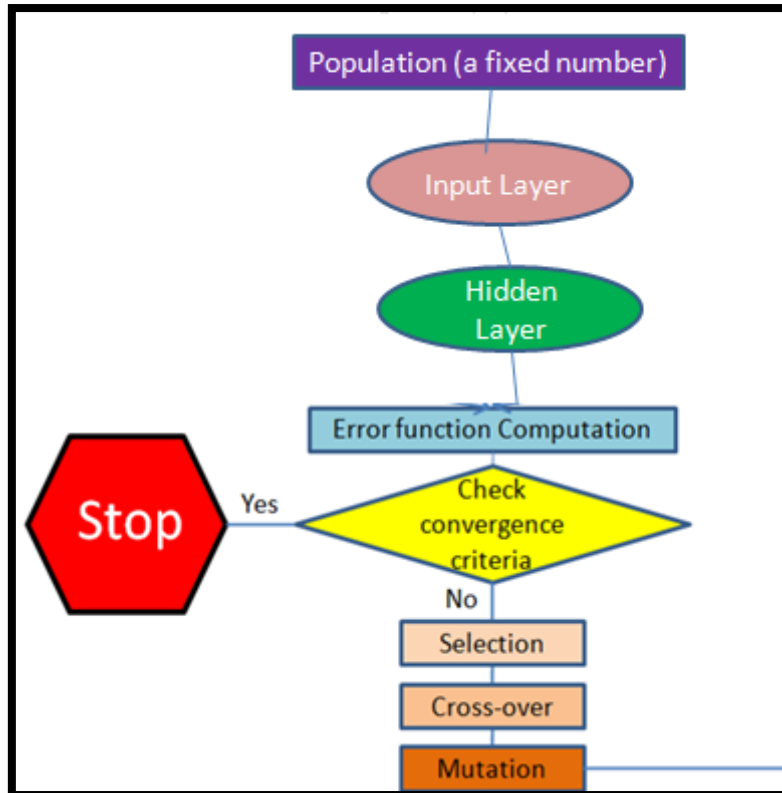 Population (a fixed number)
Input Layer
Hidden
Layer
Error function Computation
Check
convergence
criteria
Yes
Stop
No
Selection
Cross-over
Mutation